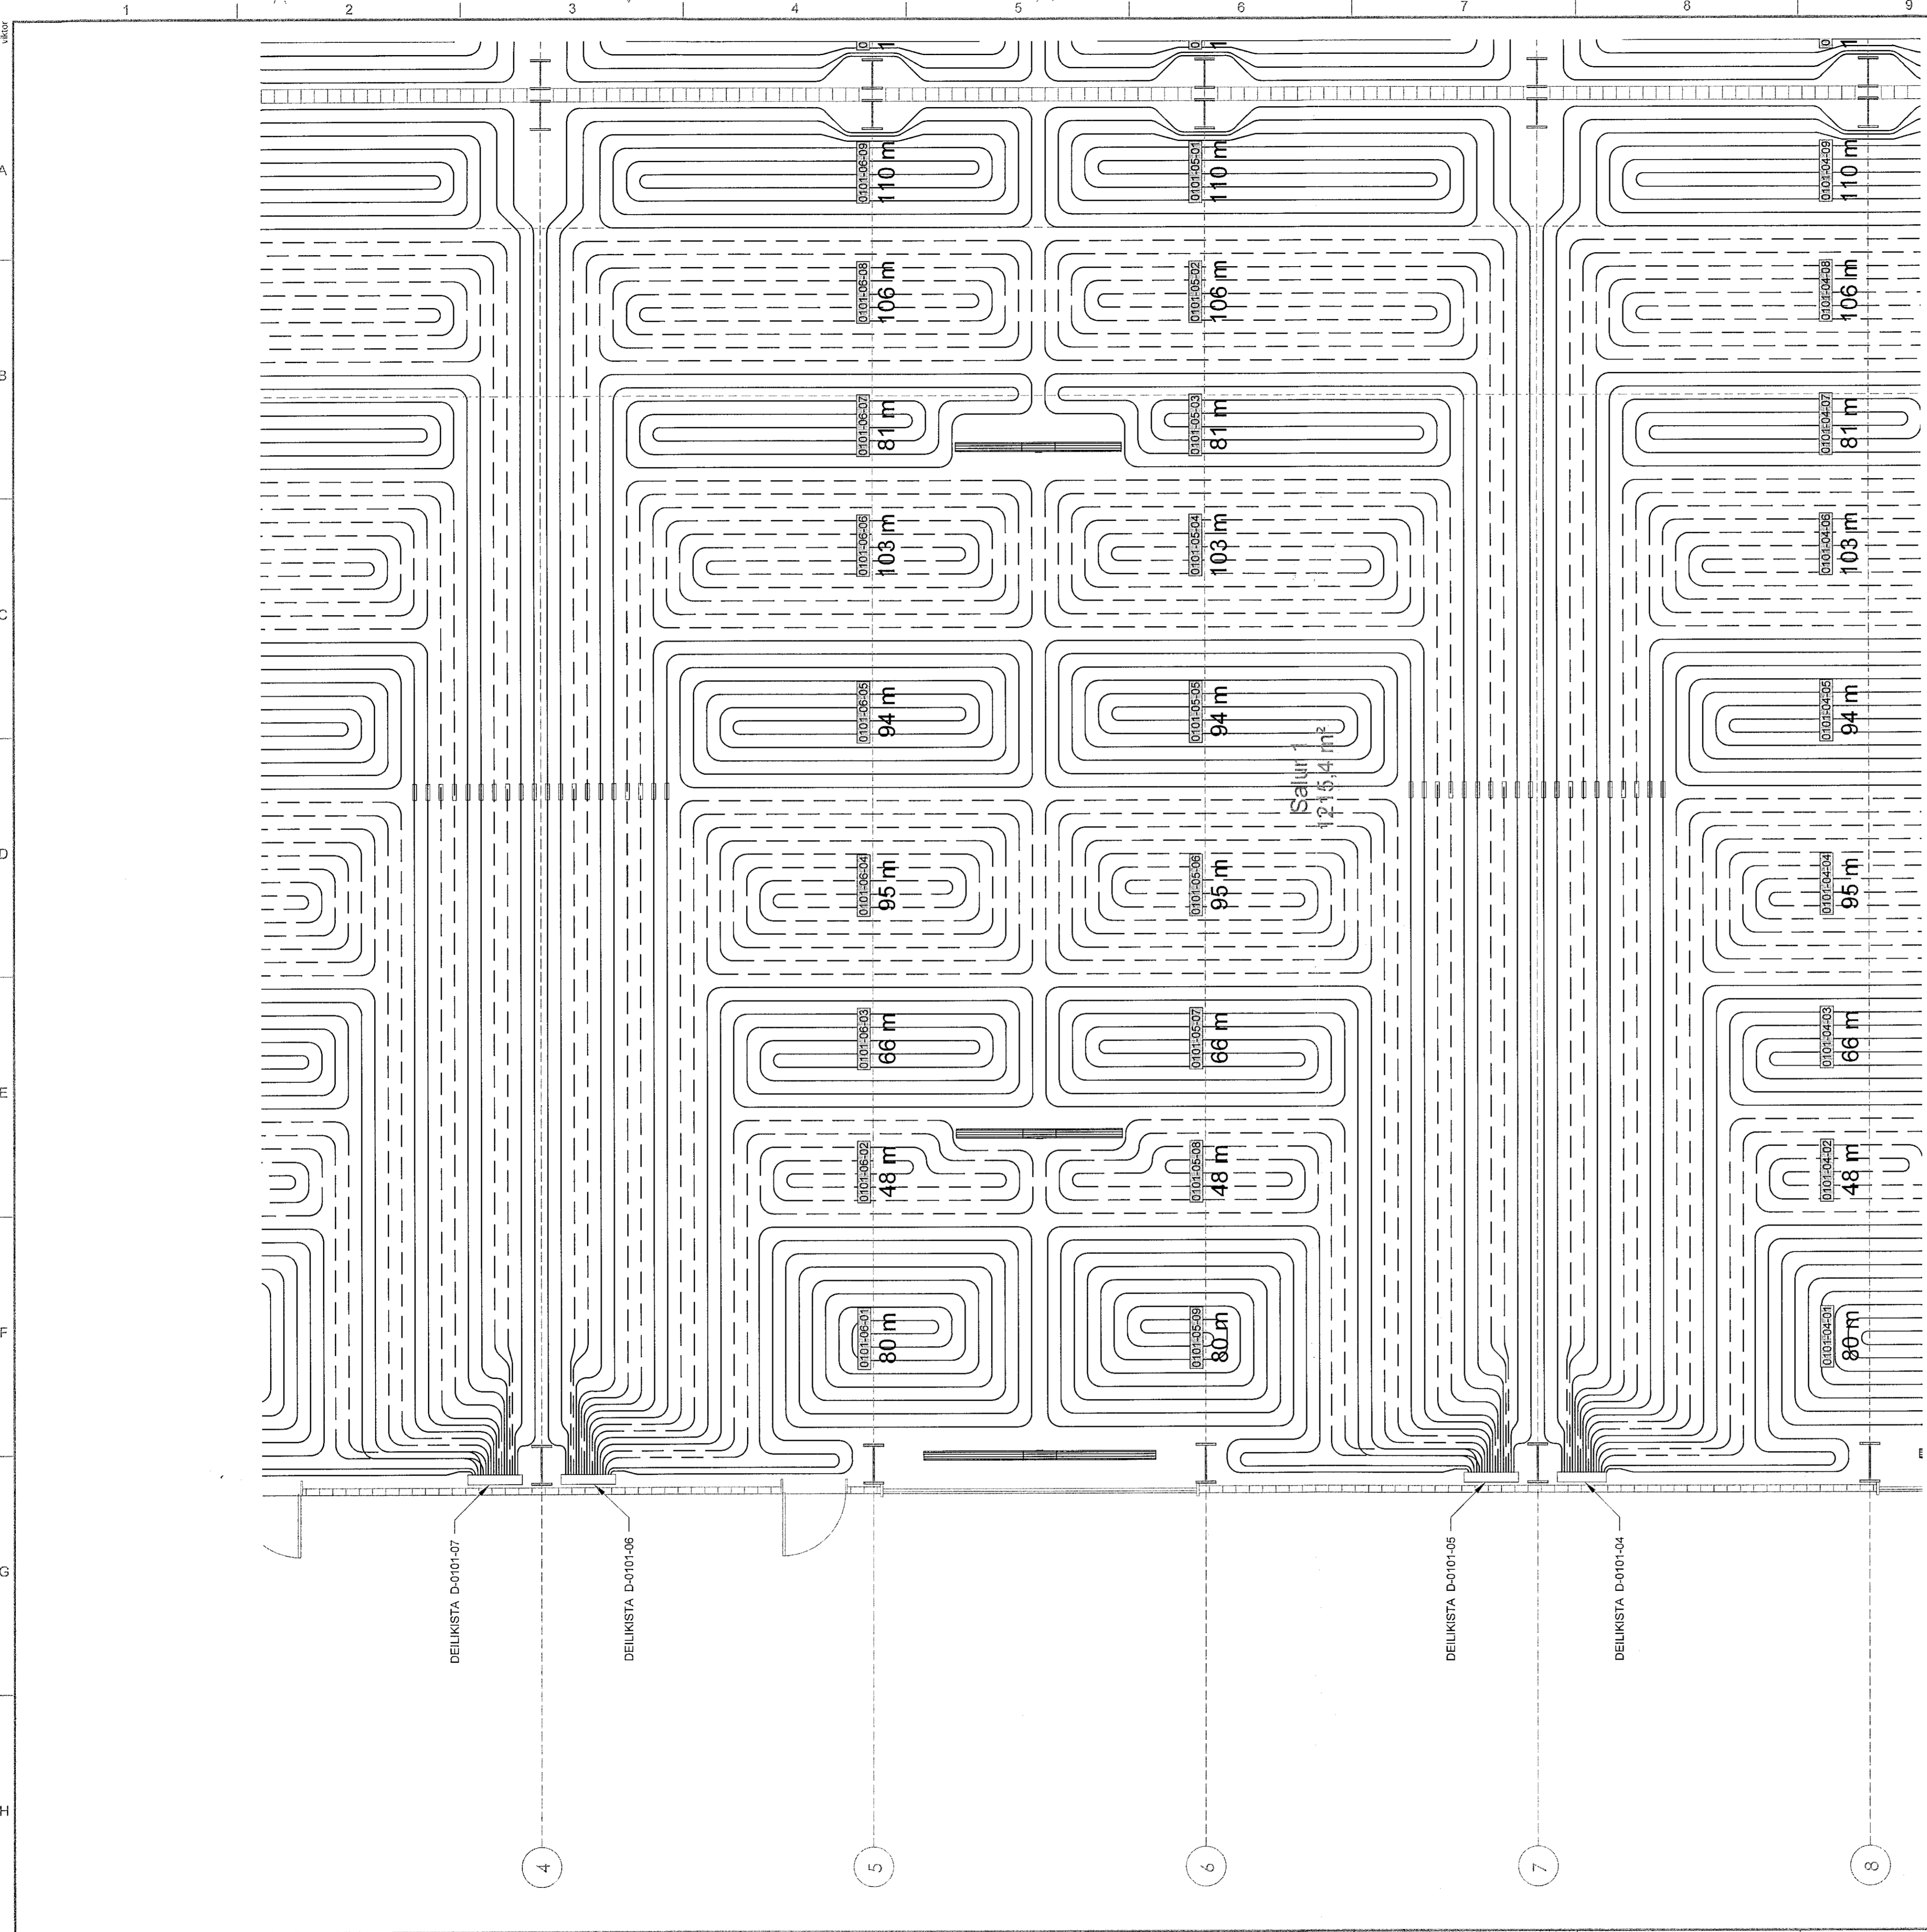 1 2 3 4 5 6 7 8 9
viktor
A
B
C
D
E
F
G
H
0101-06-09
110 m
0101-05-01
110 m
0101-04-09
110 m
0101-06-08
106 m
0101-05-02
106 m
0101-04-08
106 m
0101-06-07
81 m
0101-05-03
81 m
0101-04-07
81 m
0101-06-06
103 m
0101-05-04
103 m
0101-04-06
103 m
0101-06-05
94 m
0101-05-05
94 m
0101-04-05
94 m
Salur 1
1215,4 m²
0101-06-04
95 m
0101-05-06
95 m
0101-04-04
95 m
0101-06-03
66 m
0101-05-07
66 m
0101-04-03
66 m
0101-06-02
48 m
0101-05-08
48 m
0101-04-02
48 m
0101-06-01
80 m
0101-05-09
80 m
0101-04-01
80 m
DEILIKISTA D-0101-07
DEILIKISTA D-0101-06
DEILIKISTA D-0101-05
DEILIKISTA D-0101-04
4
5
6
7
8